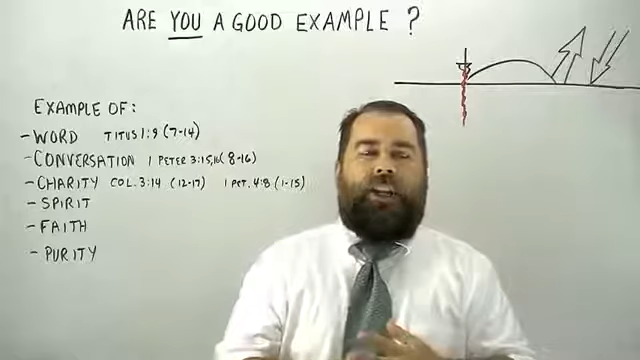 ARE YOU A GOOD EXAMPLE ?
EXAMPLE OF:
- WORD TITUS 1:9 (7-14)
- CONVERSATION 1 PETER 3:15,16 (8-16)
- CHARITY COL. 3:14 (12-17) 1 PET. 4:8 (1-15)
- SPIRIT
- FAITH
- PURITY